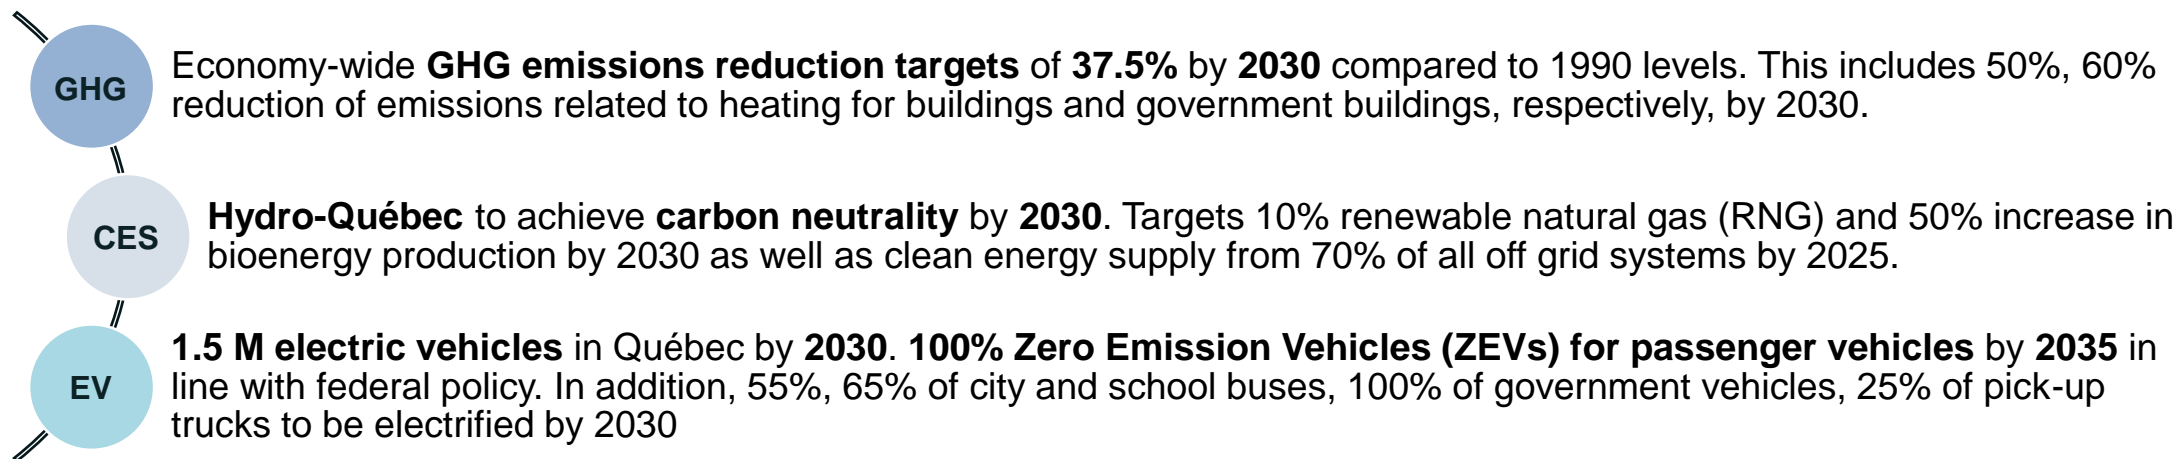 GHG
Economy-wide GHG emissions reduction targets of 37.5% by 2030 compared to 1990 levels. This includes 50%, 60%
reduction of emissions related to heating for buildings and government buildings, respectively, by 2030.
CES
Hydro-Québec to achieve carbon neutrality by 2030. Targets 10% renewable natural gas (RNG) and 50% increase in
bioenergy production by 2030 as well as clean energy supply from 70% of all off grid systems by 2025.
EV
1.5 M electric vehicles in Québec by 2030. 100% Zero Emission Vehicles (ZEVs) for passenger vehicles by 2035 in
line with federal policy. In addition, 55%, 65% of city and school buses, 100% of government vehicles, 25% of pick-up
trucks to be electrified by 2030